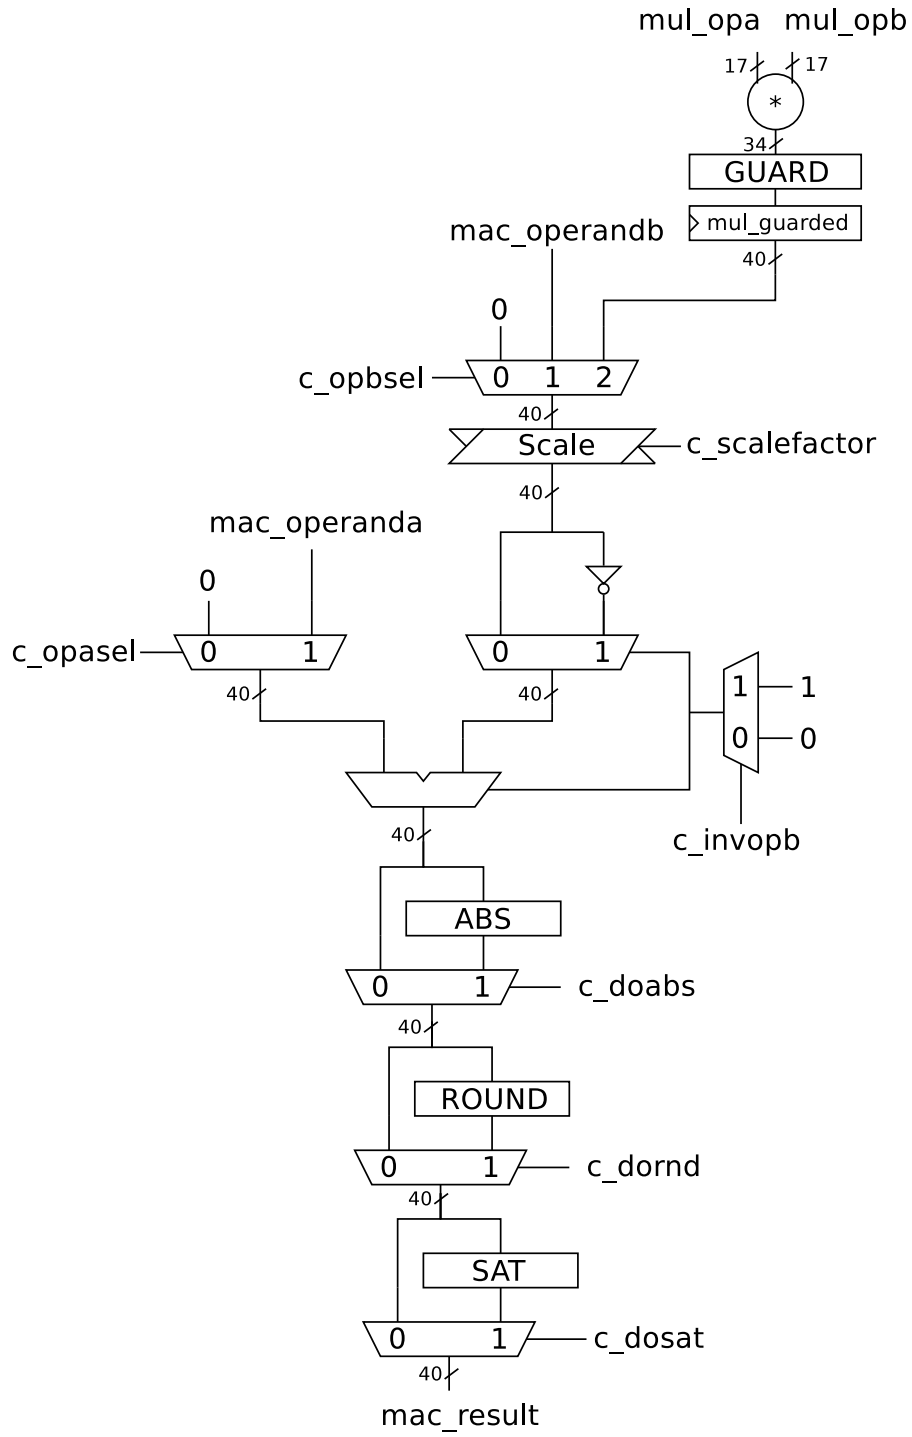 mul_opa mul_opb
17 17
*
34
GUARD
mul_guarded
mac_operandb
40
0
c_opbsel 0 1 2
40
Scale c_scalefactor
40
mac_operanda
0
c_opasel 0 1
0 1
1 1
40 40
0 0
c_invopb
40
ABS
0 1 c_doabs
40
ROUND
0 1 c_dornd
40
SAT
0 1 c_dosat
40
mac_result